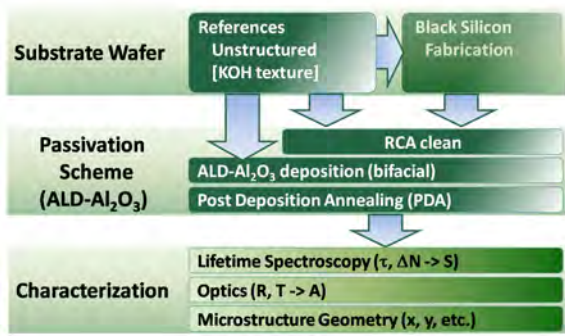 Substrate Wafer
References
Unstructured
[KOH texture]
Black Silicon
Fabrication
Passivation
Scheme
(ALD-Al₂O₃)
RCA clean
ALD-Al₂O₃ deposition (bifacial)
Post Deposition Annealing (PDA)
Characterization
Lifetime Spectroscopy (τ, ΔN -> S)
Optics (R, T -> A)
Microstructure Geometry (x, y, etc.)